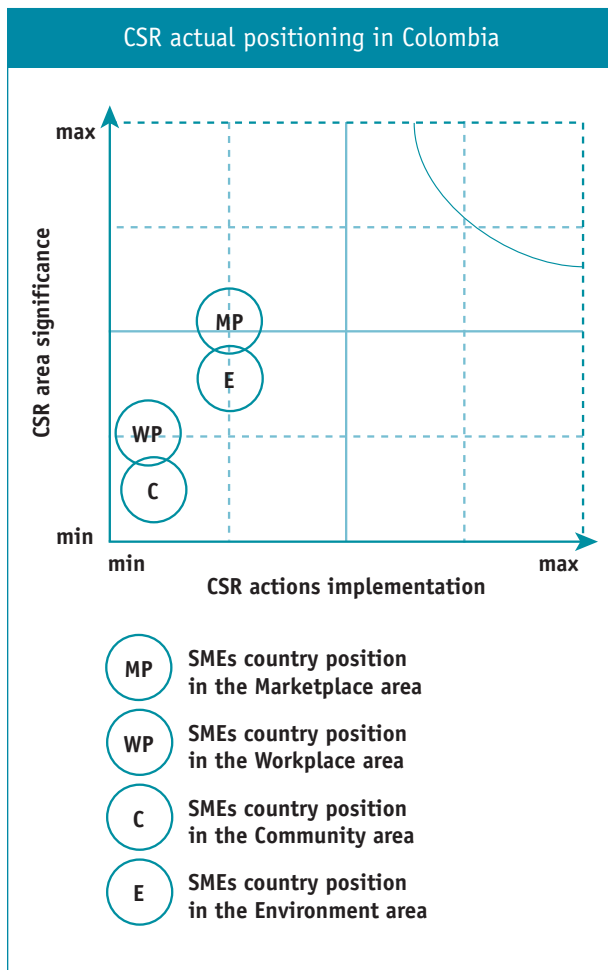 CSR actual positioning in Colombia
max
CSR area significance
MP
E
WP
C
min
min
max
CSR actions implementation
MP
SMEs country position
in the Marketplace area
WP
SMEs country position
in the Workplace area
C
SMEs country position
in the Community area
E
SMEs country position
in the Environment area